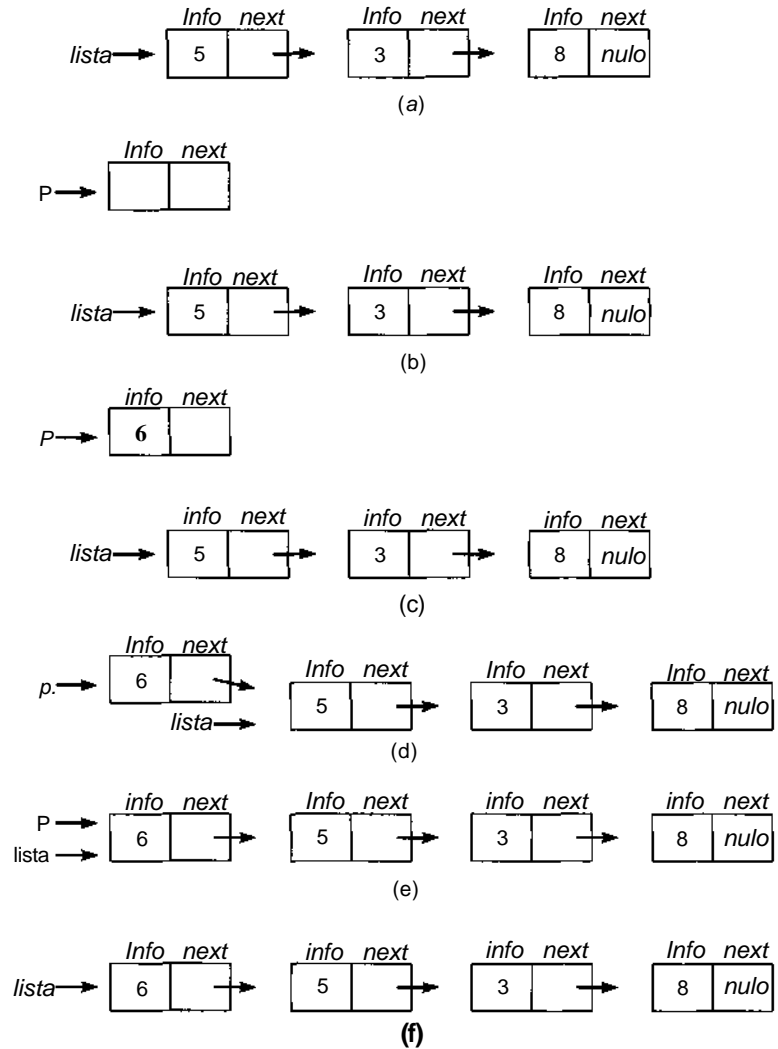 Info next Info next Info next
lista 5 3 8 nulo
(a)
Info next
P
Info next Info next Info next
lista 5 3 8 nulo
(b)
info next
P 6
info next info next info next
lista 5 3 8 nulo
(c)
Info next
p. 6
Info next Info next Info next
lista 5 3 8 nulo
(d)
info next Info next info next info next
P
lista 6 5 3 8 nulo
(e)
Info next info next info next Info next
lista 6 5 3 8 nulo
(f)